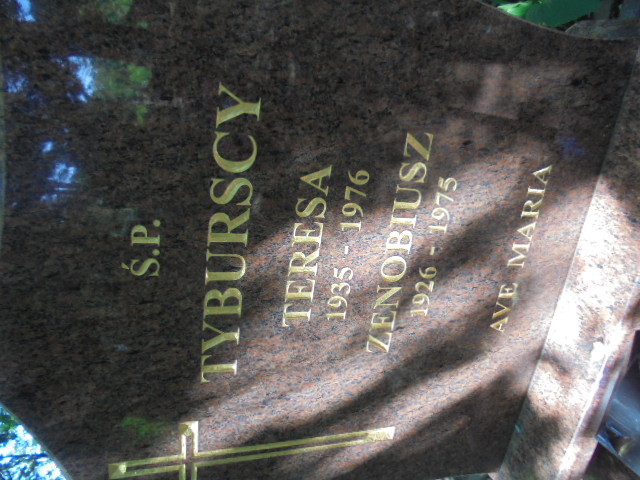 Ś.P.
TYBURSCY
TERESA
1935 - 1976
ZENOBIUSZ
1926 - 1975
AVE MARIA